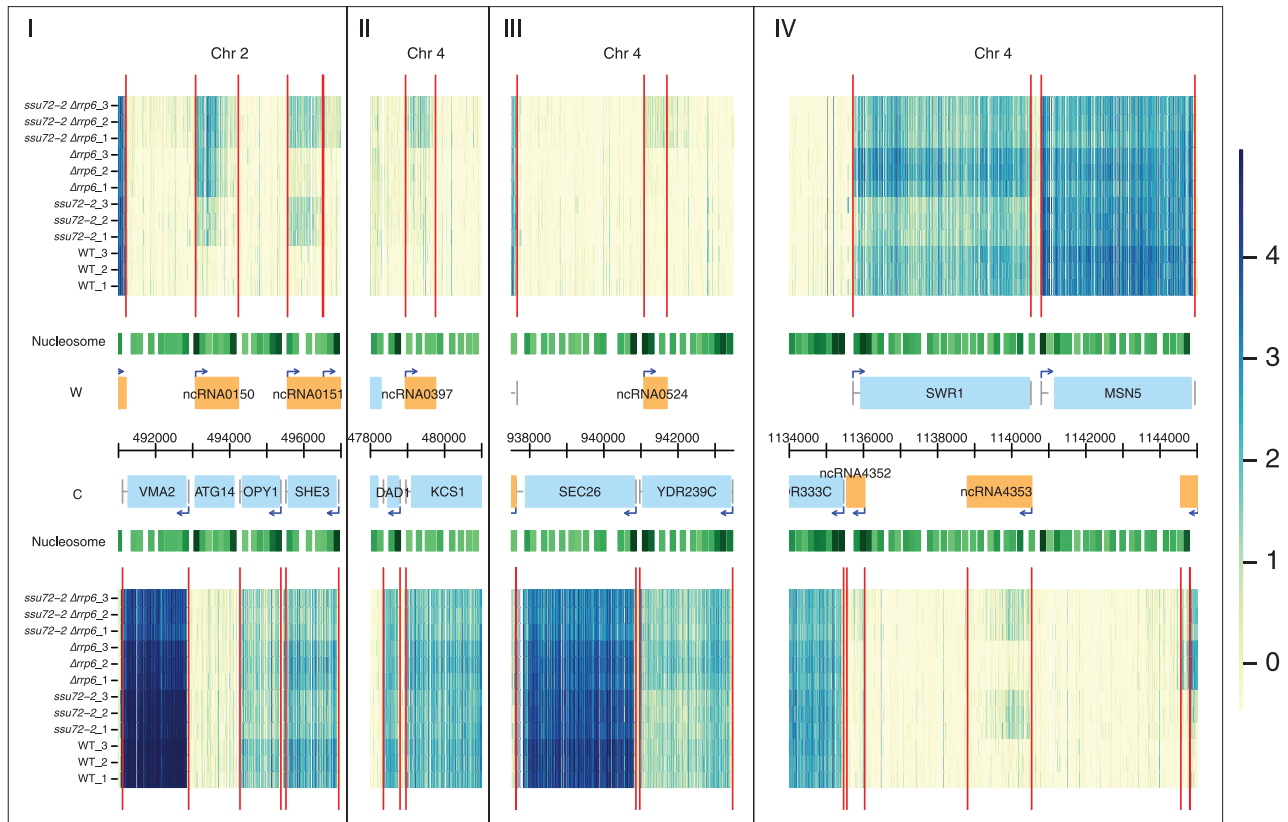 I II III IV
Chr 2 Chr 4 Chr 4 Chr 4
ssu72-2 Δrrp6_3
ssu72-2 Δrrp6_2
ssu72-2 Δrrp6_1
Δrrp6_3
Δrrp6_2
Δrrp6_1
ssu72-2_3
ssu72-2_2
ssu72-2_1
WT_3
WT_2
WT_1
Nucleosome
W ncRNA0150 ncRNA0151 ncRNA0397 ncRNA0524 SWR1 MSN5
492000 494000 496000 478000 480000 938000 940000 942000 1134000 1136000 1138000 1140000 1142000 1144000
ncRNA4352
C VMA2 ATG14 OPY1 SHE3 DAD1 KCS1 SEC26 YDR239C DR333C ncRNA4353
Nucleosome
ssu72-2 Δrrp6_3
ssu72-2 Δrrp6_2
ssu72-2 Δrrp6_1
Δrrp6_3
Δrrp6_2
Δrrp6_1
ssu72-2_3
ssu72-2_2
ssu72-2_1
WT_3
WT_2
WT_1
4
3
2
1
0